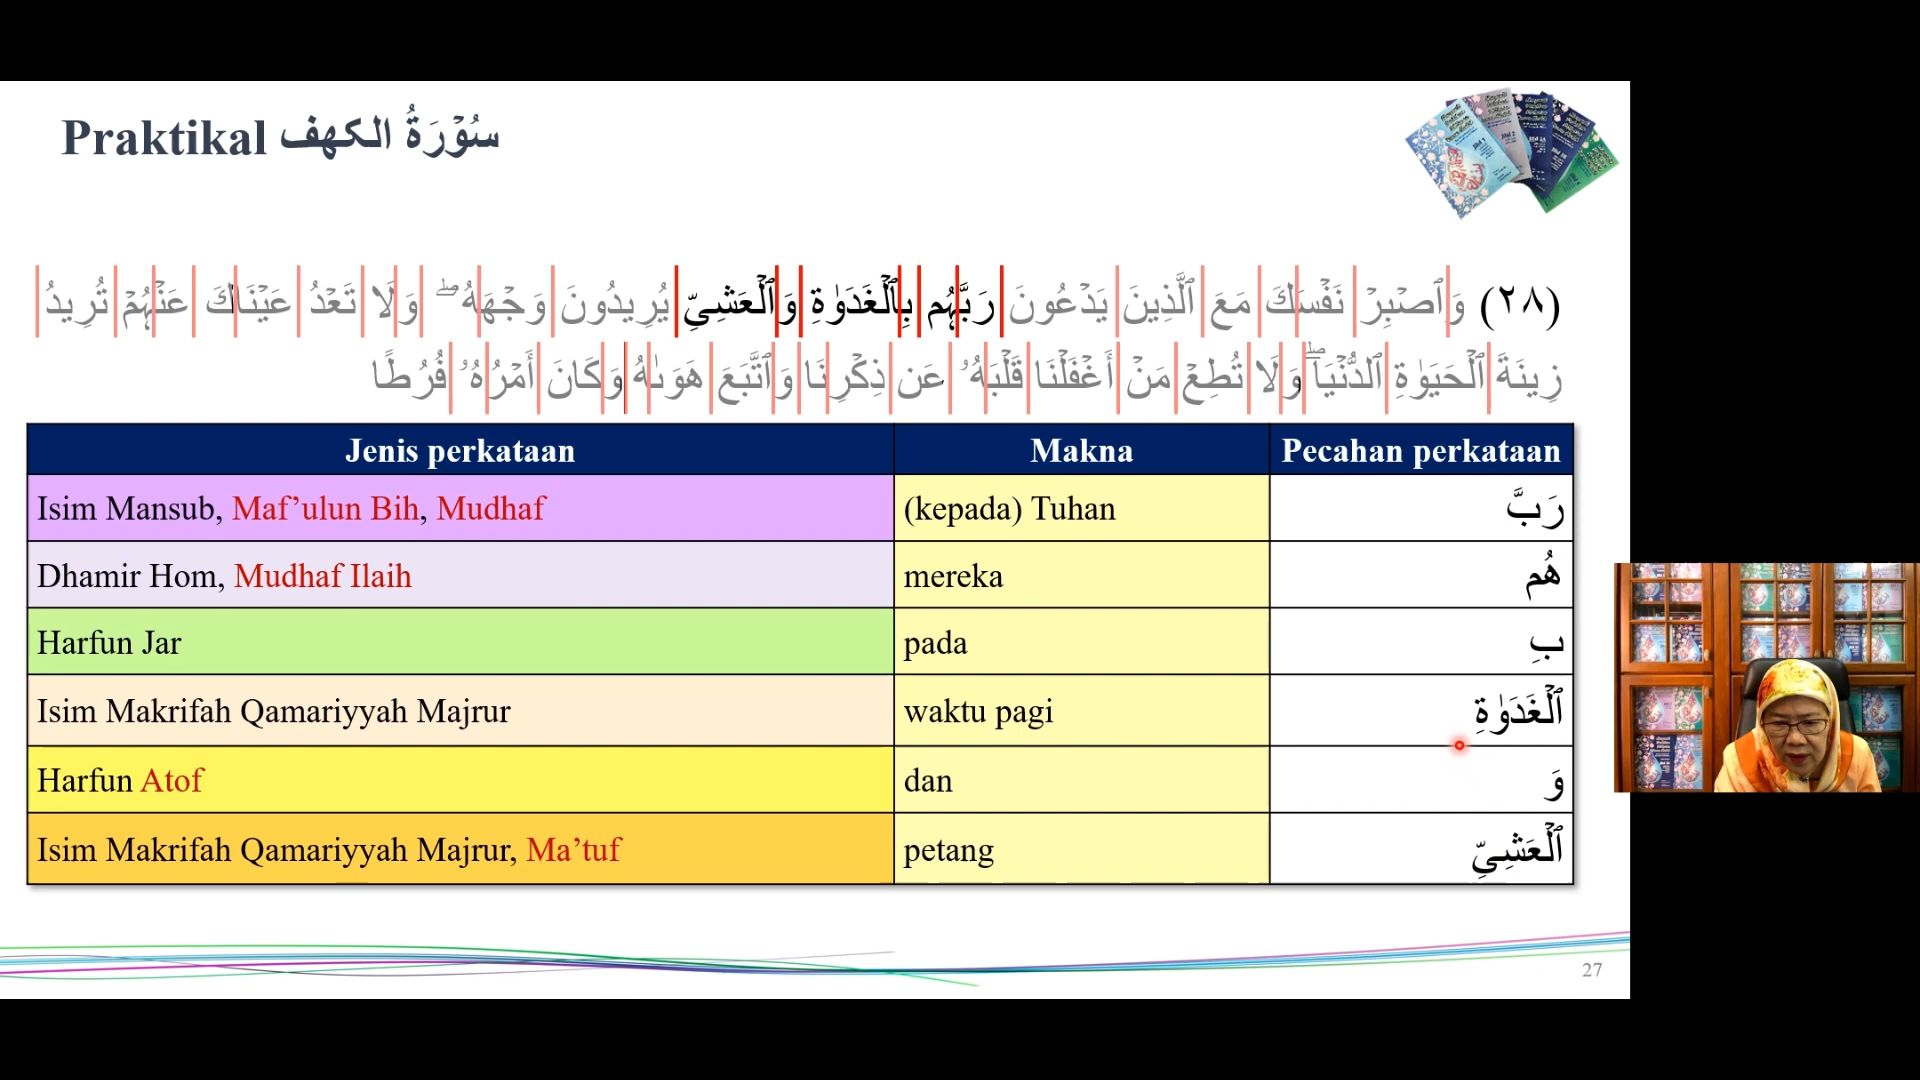 Praktikal سُوْرَةُ الكهف
(٢٨) وَٱصْبِرْ نَفْسَكَ مَعَ ٱلَّذِينَ يَدْعُونَ رَبَّهُم بِٱلْغَدَوٰةِ وَٱلْعَشِىِّ يُرِيدُونَ وَجْهَهُۥ ۖ وَلَا تَعْدُ عَيْنَاكَ عَنْهُمْ تُرِيدُ
زِينَةَ ٱلْحَيَوٰةِ ٱلدُّنْيَا ۖ وَلَا تُطِعْ مَنْ أَغْفَلْنَا قَلْبَهُۥ عَن ذِكْرِنَا وَٱتَّبَعَ هَوَىٰهُ وَكَانَ أَمْرُهُۥ فُرُطًا
Jenis perkataan Makna Pecahan perkataan
Isim Mansub, Maf’ulun Bih, Mudhaf (kepada) Tuhan رَبَّ
Dhamir Hom, Mudhaf Ilaih mereka هُم
Harfun Jar pada بِ
Isim Makrifah Qamariyyah Majrur waktu pagi ٱلْغَدَوٰةِ
Harfun Atof dan وَ
Isim Makrifah Qamariyyah Majrur, Ma’tuf petang ٱلْعَشِىِّ
27